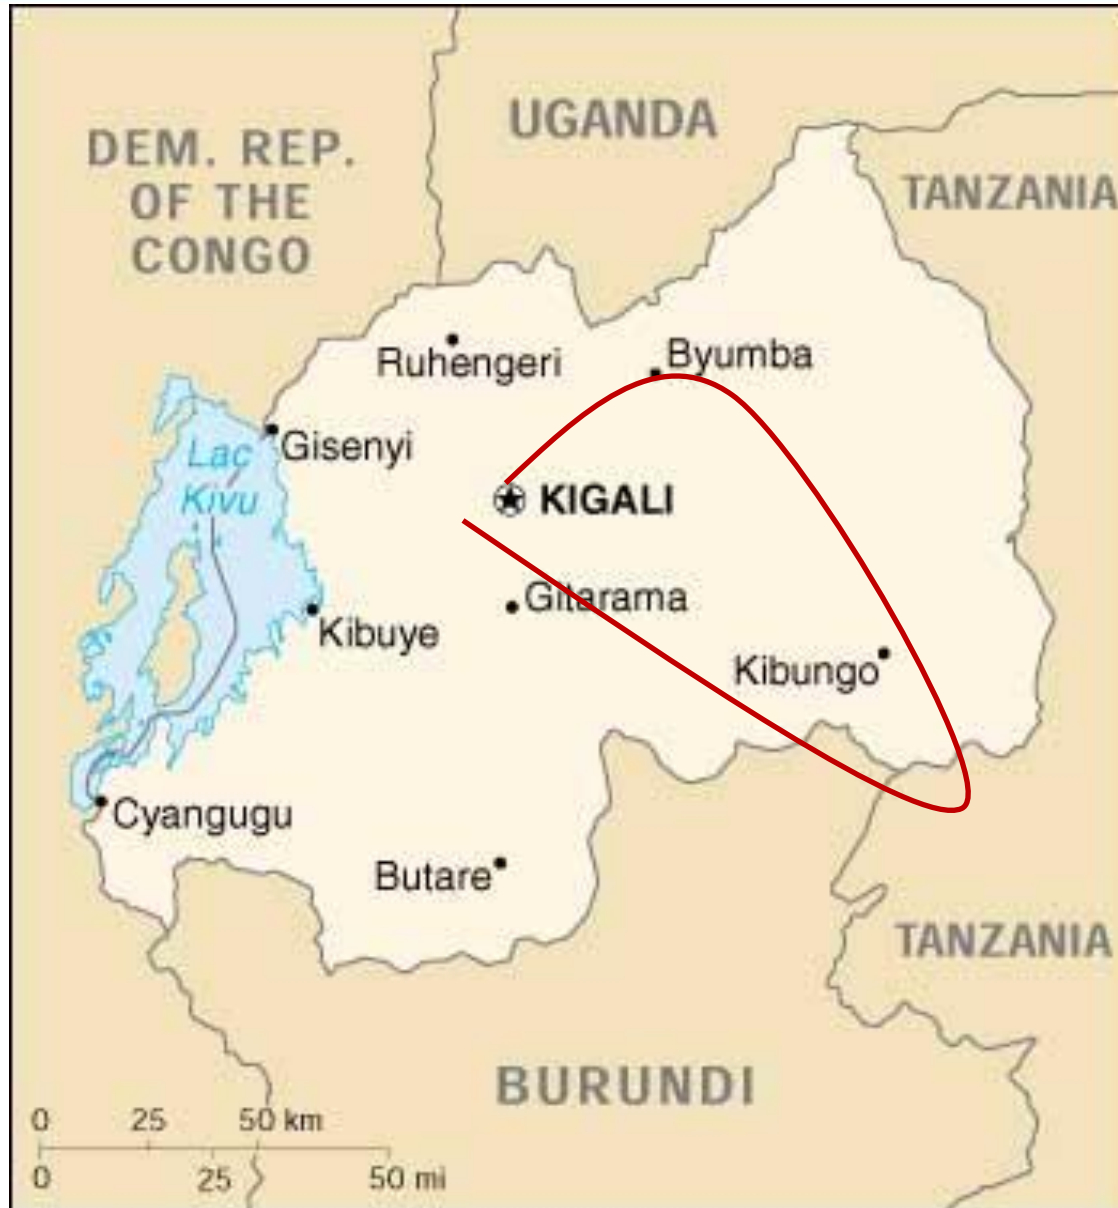 UGANDA
DEM. REP.
OF THE
CONGO
TANZANIA
Ruhengeri
Byumba
Gisenyi
Lac
Kivu
KIGALI
Gitarama
Kibuye
Kibungo
Cyangugu
Butare
TANZANIA
BURUNDI
0 25 50 km
0 25 50 mi